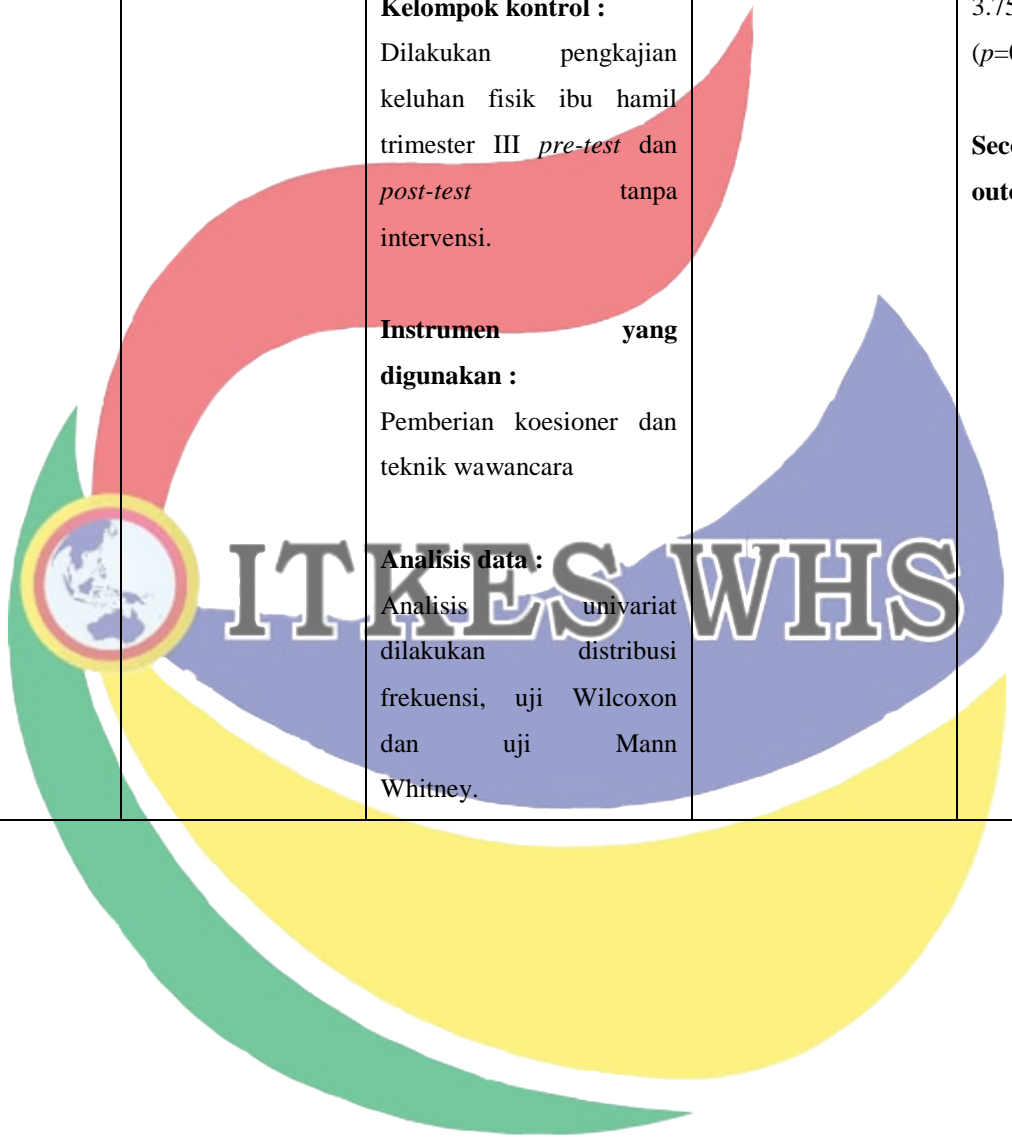 Kelompok kontrol :
Dilakukan pengkajian
keluhan fisik ibu hamil
trimester III pre-test dan
post-test tanpa
intervensi.
Instrumen yang
digunakan :
Pemberian koesioner dan
teknik wawancara
Analisis data :
Analisis univariat
dilakukan distribusi
frekuensi, uji Wilcoxon
dan uji Mann
Whitney.
3.75
(p=
ITKES WHS